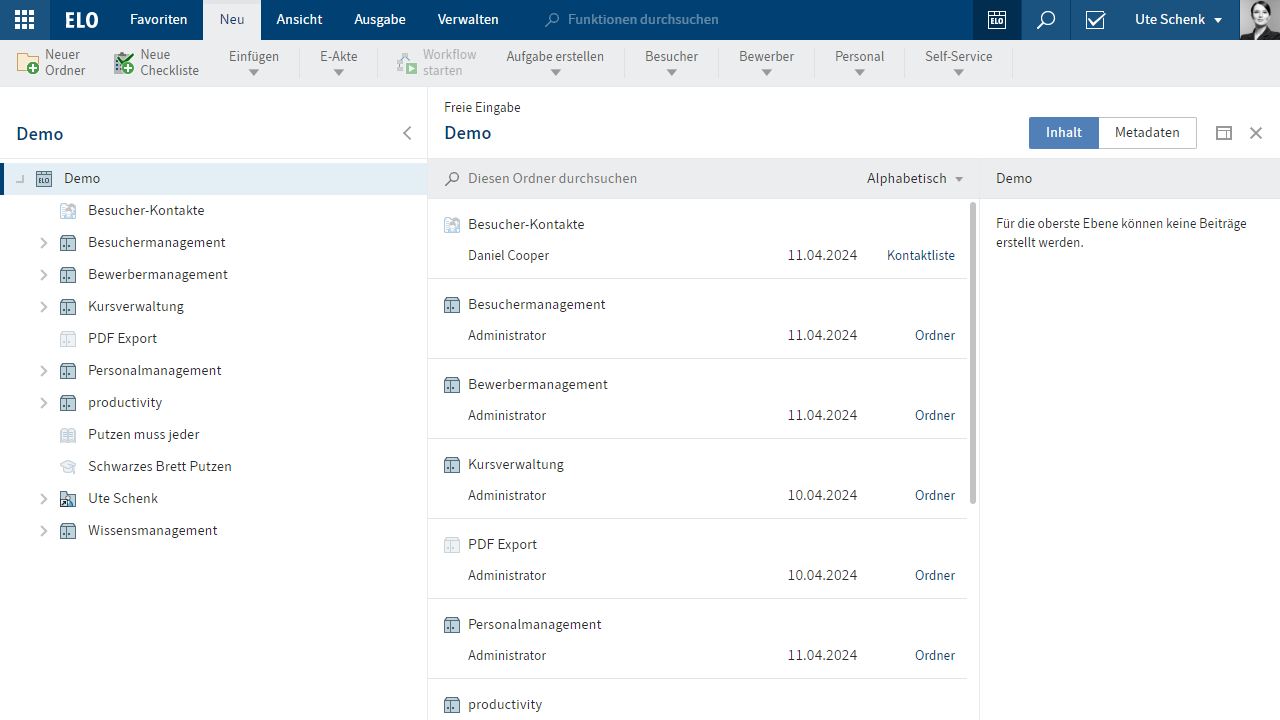 ELO Favoriten Neu Ansicht Ausgabe Verwalten Funktionen durchsuchen ELO Ute Schenk
Neuer Ordner
Neue Checkliste
Einfügen
E-Akte
Workflow starten
Aufgabe erstellen
Besucher
Bewerber
Personal
Self-Service
Demo
ELO Demo
Besucher-Kontakte
Besuchermanagement
Bewerbermanagement
Kursverwaltung
PDF Export
Personalmanagement
productivity
Putzen muss jeder
Schwarzes Brett Putzen
Ute Schenk
Wissensmanagement
Freie Eingabe
Demo
Inhalt Metadaten
Diesen Ordner durchsuchen Alphabetisch
Besucher-Kontakte
Daniel Cooper 11.04.2024 Kontaktliste
Besuchermanagement
Administrator 11.04.2024 Ordner
Bewerbermanagement
Administrator 11.04.2024 Ordner
Kursverwaltung
Administrator 10.04.2024 Ordner
PDF Export
Administrator 10.04.2024 Ordner
Personalmanagement
Administrator 11.04.2024 Ordner
productivity
Demo
Für die oberste Ebene können keine Beiträge
erstellt werden.